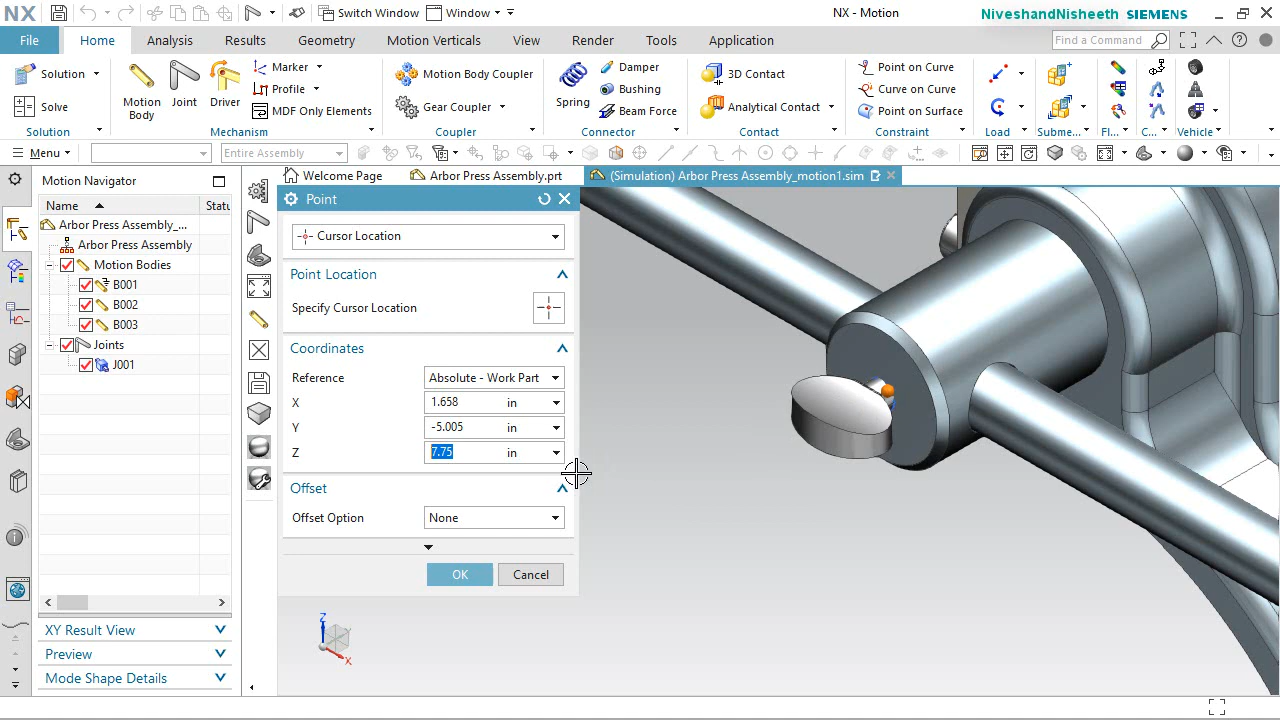 NX
Switch Window
Window
NX - Motion
NiveshandNisheeth SIEMENS
File
Home
Analysis
Results
Geometry
Motion Verticals
View
Render
Tools
Application
Find a Command
Solution
Solve
Solution
Motion
Body
Joint
Driver
Marker
Profile
MDF Only Elements
Mechanism
Motion Body Coupler
Gear Coupler
Coupler
Spring
Damper
Bushing
Beam Force
Connector
3D Contact
Analytical Contact
Contact
Point on Curve
Curve on Curve
Point on Surface
Constraint
Load
Subme...
Fl...
C...
Vehicle
Menu
Entire Assembly
Motion Navigator
Name
Statu
Arbor Press Assembly_...
Arbor Press Assembly
Motion Bodies
B001
B002
B003
Joints
J001
XY Result View
Preview
Mode Shape Details
Welcome Page
Arbor Press Assembly.prt
(Simulation) Arbor Press Assembly_motion1.sim
Point
Cursor Location
Point Location
Specify Cursor Location
Coordinates
Reference
Absolute - Work Part
X 1.658 in
Y -5.005 in
Z 7.75 in
Offset
Offset Option
None
OK
Cancel
Z
Y
X